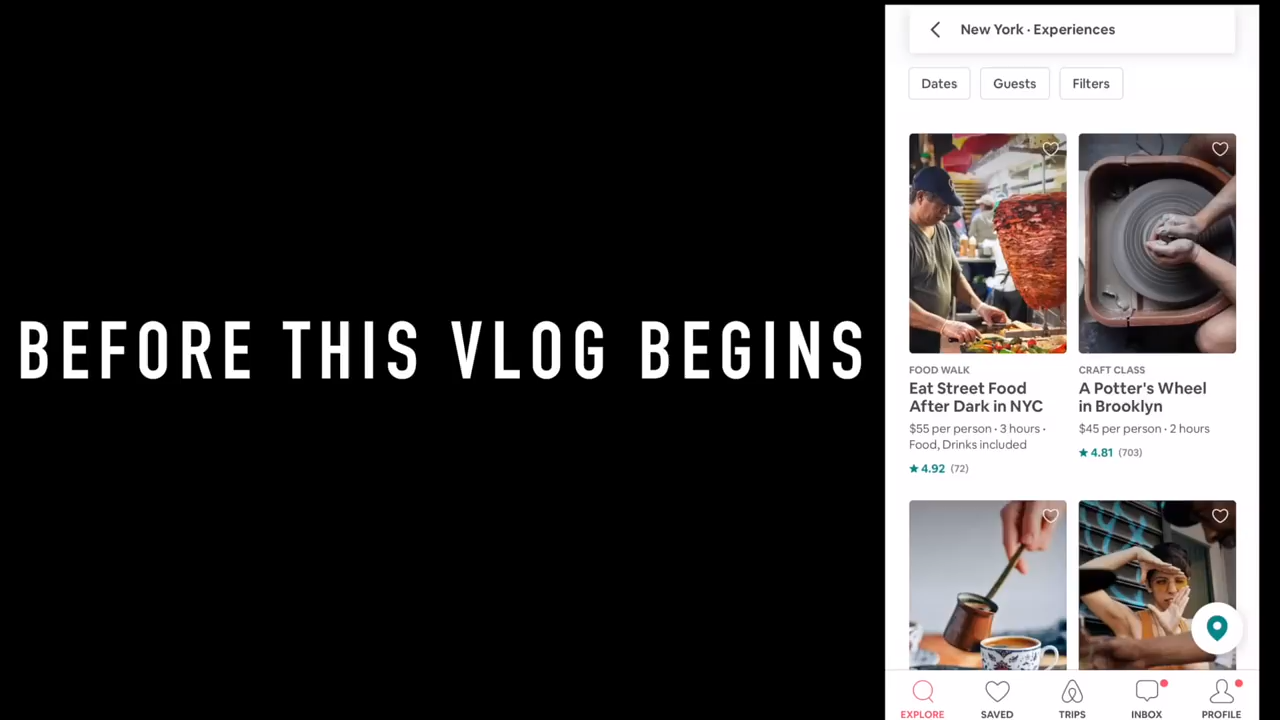 BEFORE THIS VLOG BEGINS
New York · Experiences
Dates
Guests
Filters
FOOD WALK
Eat Street Food
After Dark in NYC
$55 per person · 3 hours ·
Food, Drinks included
★ 4.92 (72)
CRAFT CLASS
A Potter's Wheel
in Brooklyn
$45 per person · 2 hours
★ 4.81 (703)
EXPLORE
SAVED
TRIPS
INBOX
PROFILE